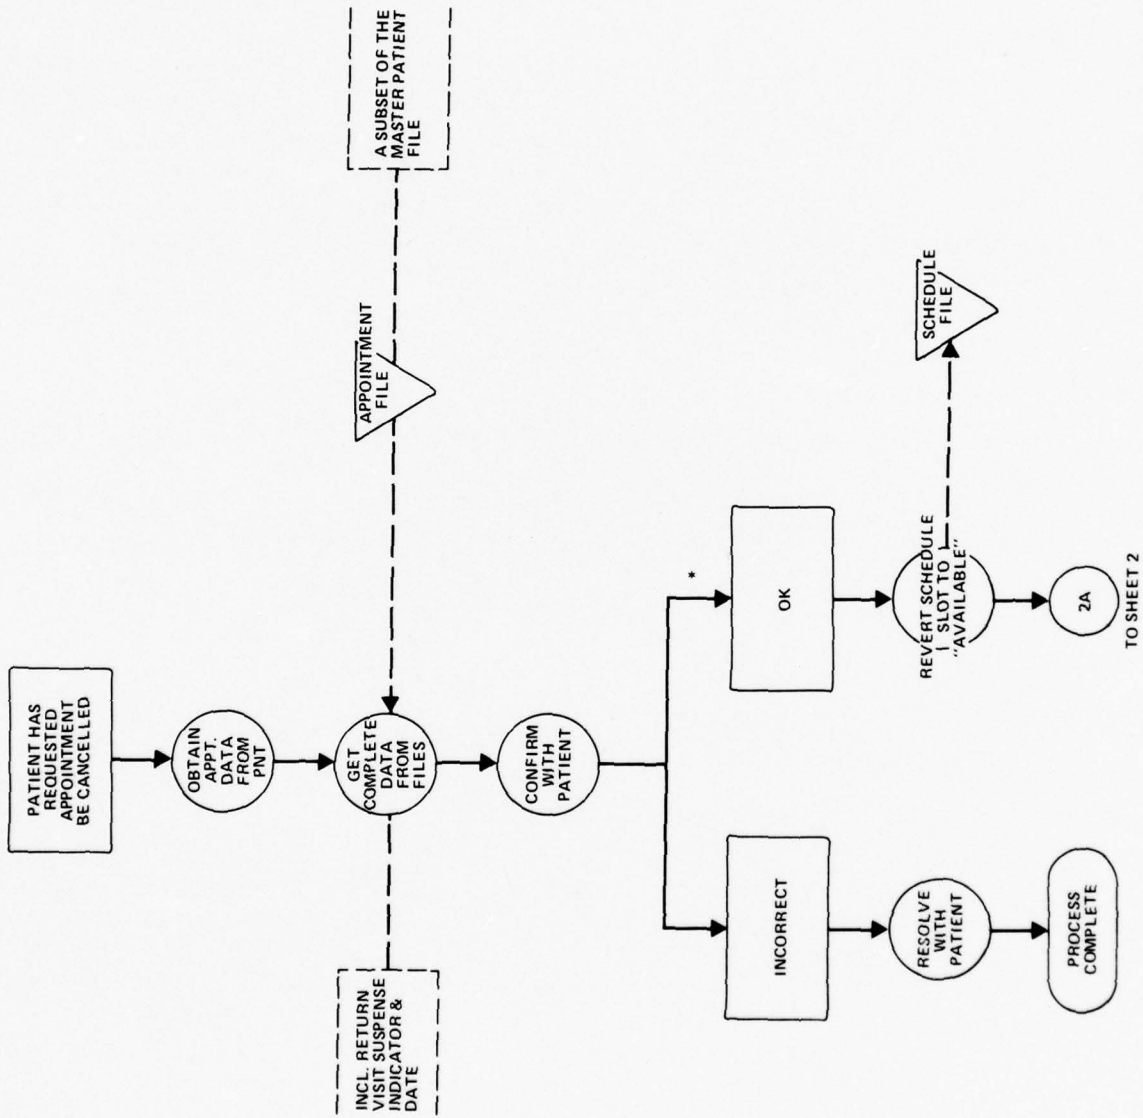 PATIENT HAS
REQUESTED
APPOINTMENT
BE CANCELLED
OBTAIN
APPT.
DATA
FROM
PNT
INCL. RETURN
VISIT SUSPENSE
INDICATOR &
DATE
GET
COMPLETE
DATA
FROM
FILES
APPOINTMENT
FILE
A SUBSET OF THE
MASTER PATIENT
FILE
CONFIRM
WITH
PATIENT
*
INCORRECT
OK
RESOLVE
WITH
PATIENT
REVERT SCHEDULE
SLOT TO
"AVAILABLE"
SCHEDULE
FILE
PROCESS
COMPLETE
2A
TO SHEET 2